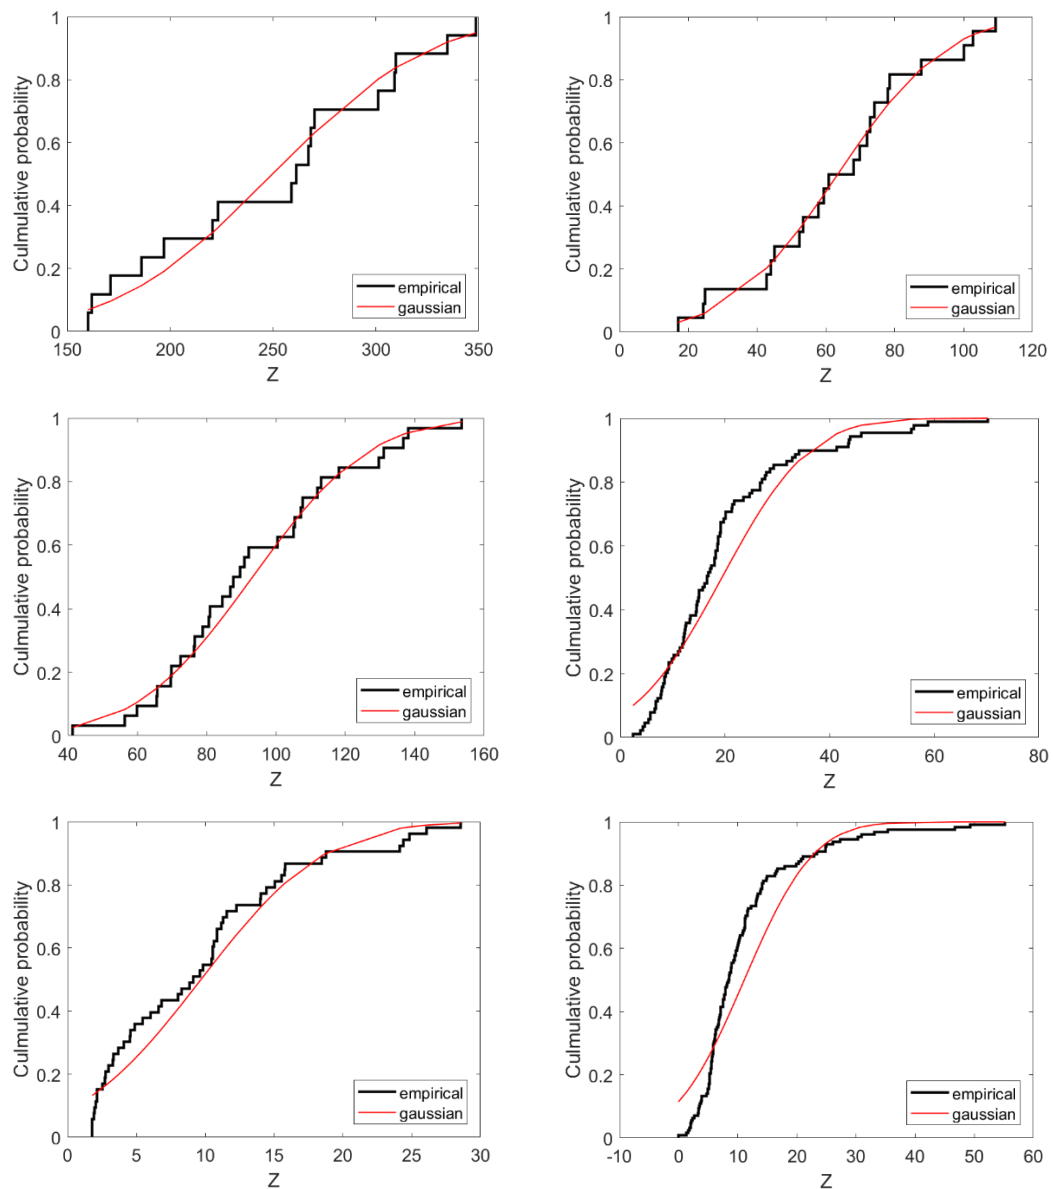 1
0.8
0.6
0.4
0.2
0
Culmulative probability
empirical
gaussian
150 200 250 300 350
Z
1
0.8
0.6
0.4
0.2
0
Culmulative probability
empirical
gaussian
0 20 40 60 80 100 120
Z
1
0.8
0.6
0.4
0.2
0
Culmulative probability
empirical
gaussian
40 60 80 100 120 140 160
Z
1
0.8
0.6
0.4
0.2
0
Culmulative probability
empirical
gaussian
0 20 40 60 80
Z
1
0.8
0.6
0.4
0.2
0
Culmulative probability
empirical
gaussian
0 5 10 15 20 25 30
Z
1
0.8
0.6
0.4
0.2
0
Culmulative probability
empirical
gaussian
-10 0 10 20 30 40 50 60
Z